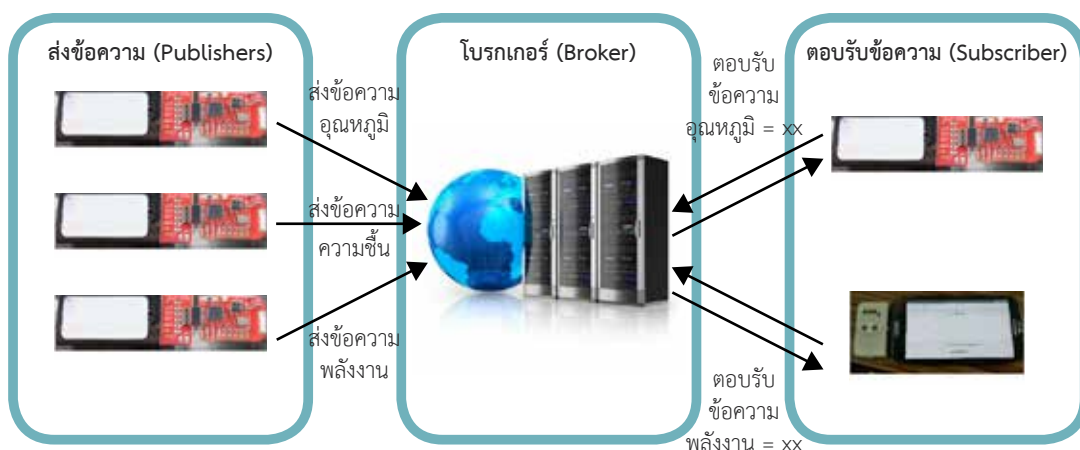 ส่งข้อความ (Publishers)
ส่งข้อความ
อุณหภูมิ
ส่งข้อความ
ความชื้น
ส่งข้อความ
พลังงาน
โบรกเกอร์ (Broker)
ตอบรับ
ข้อความ
อุณหภูมิ = xx
ตอบรับ
ข้อความ
พลังงาน = xx
ตอบรับข้อความ (Subscriber)